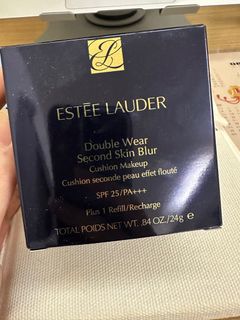 ESTĒE LAUDER
Double Wear
Second Skin Blur
Cushion Makeup
Cushion seconde peau effet flouté
SPF 25/PA+++
Plus 1 Refill/Recharge
TOTAL POIDS NET WT. .84 OZ./24g ℮